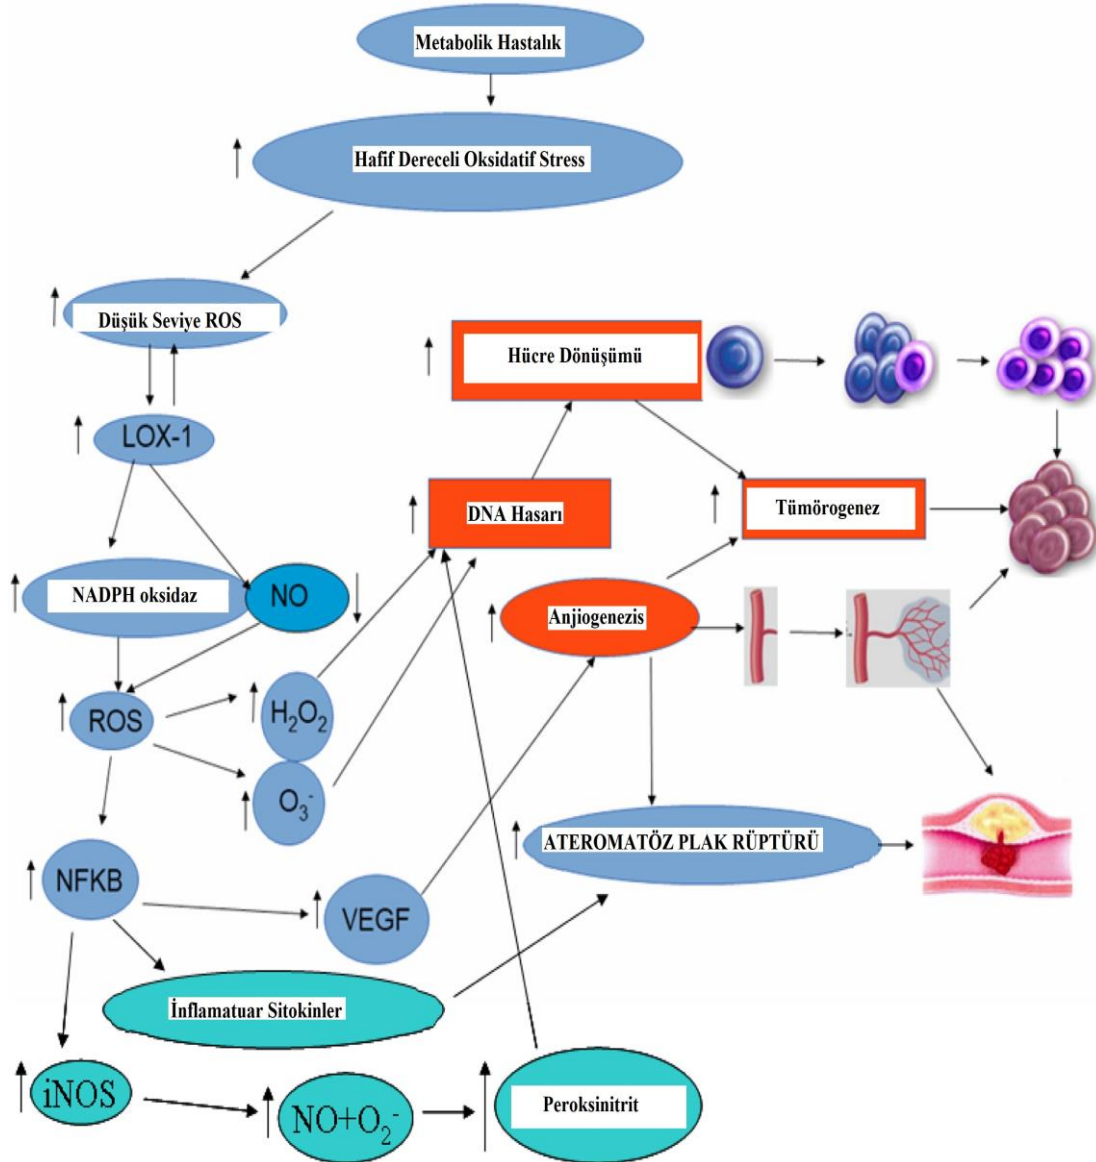 Metabolik Hastalık
Hafif Dereceli Oksidatif Stress
Düşük Seviye ROS
Hücre Dönüşümü
LOX-1
DNA Hasarı
Tümörogenez
NADPH oksidaz
NO
Anjiogenezis
ROS
H₂O₂
O₃⁻
ATEROMATÖZ PLAK RÜPTÜRÜ
NFKB
VEGF
İnflamatuar Sitokinler
iNOS
NO+O₂⁻
Peroksinitrit